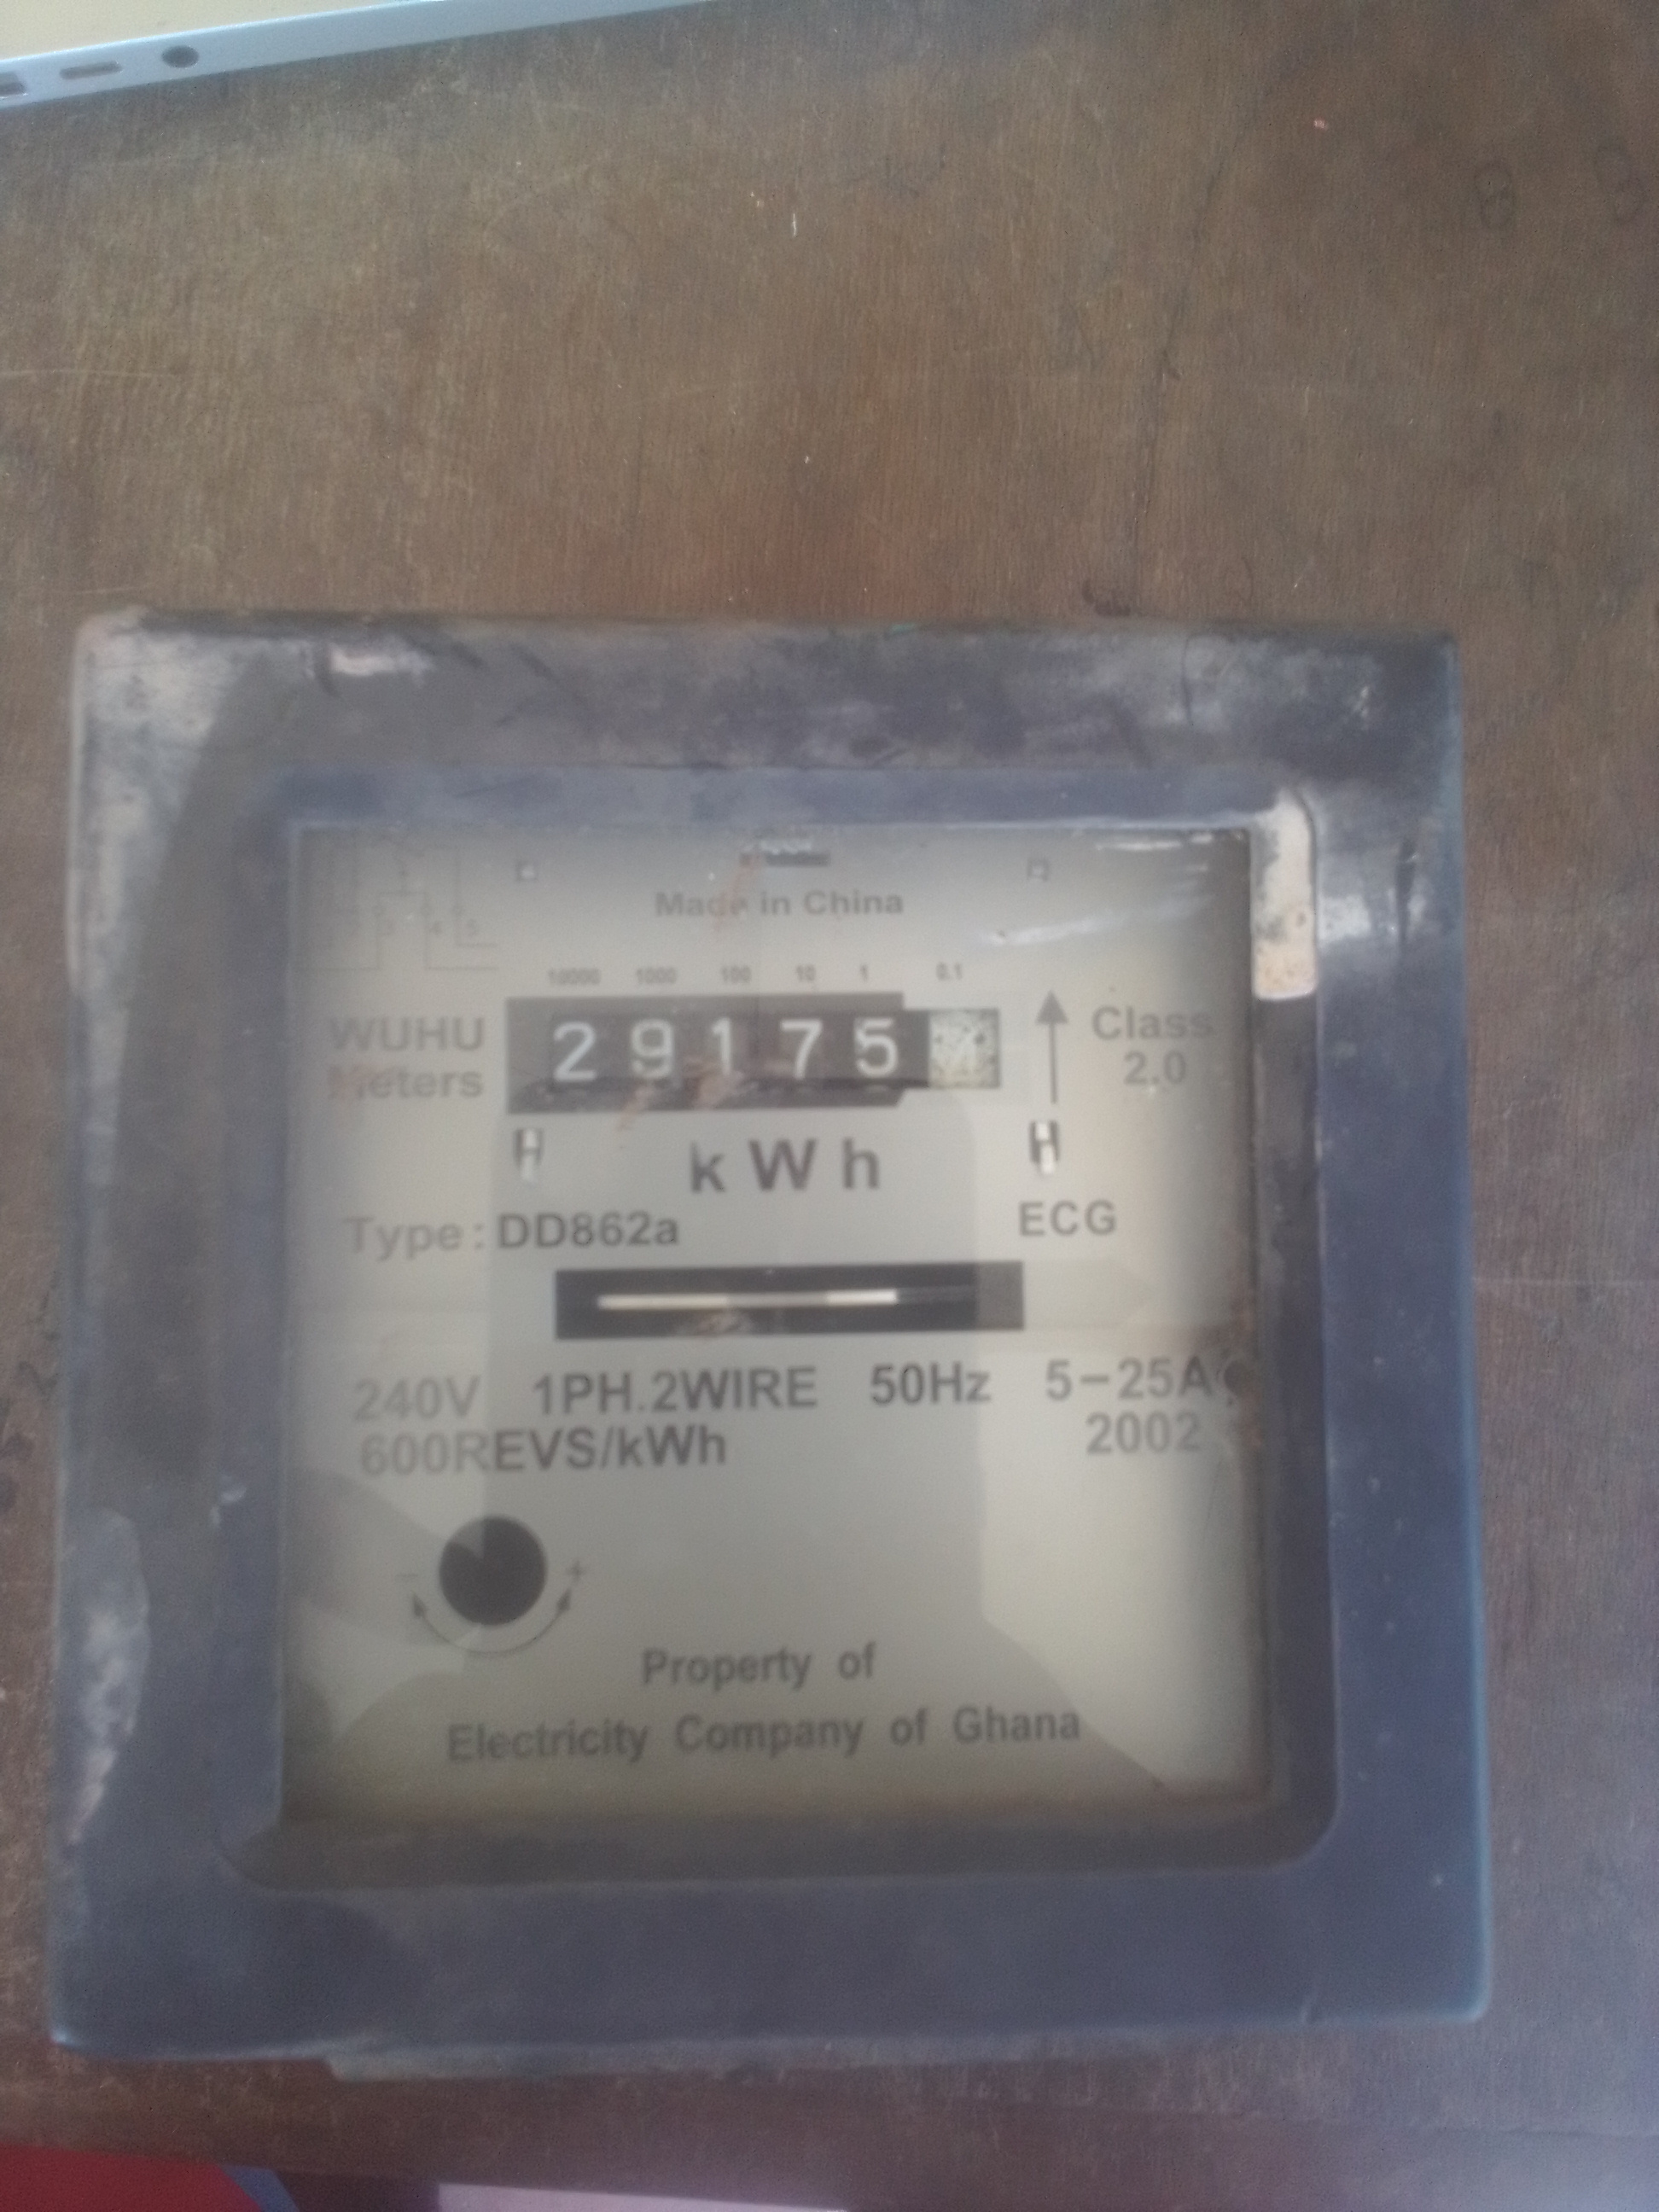 Made in China
10000 1000 100 10 1 0.1
WUHU
Meters
29175
Class
2.0
kWh
Type: DD862a
ECG
240V 1PH.2WIRE 50Hz 5-25A
600REVS/kWh 2002
- +
Property of
Electricity Company of Ghana